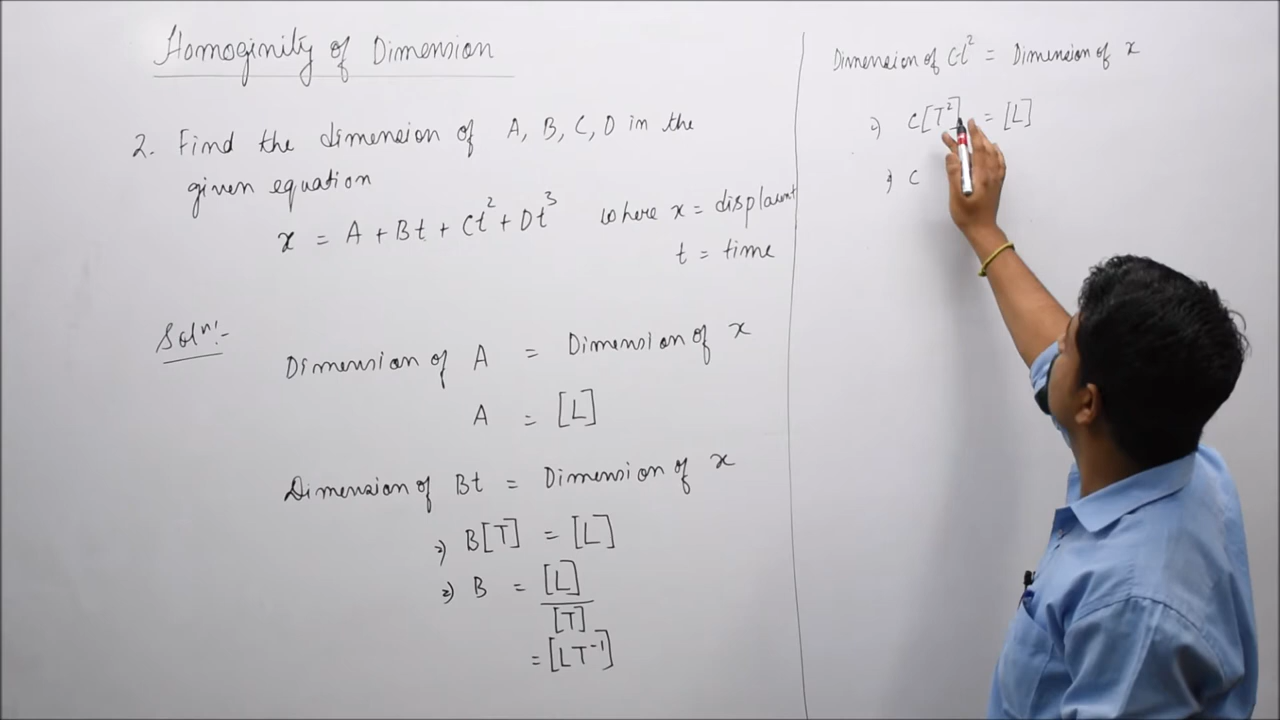 Homoginity of Dimension
2. Find the dimension of A, B, C, D in the
given equation
x = A + Bt + Ct² + Dt³ where x = displament
t = time
Solⁿ:-
Dimension of A = Dimension of x
A = [L]
Dimension of Bt = Dimension of x
⇒ B[T] = [L]
⇒ B = [L]
[T]
= [LT⁻¹]
Dimension of Ct² = Dimension of x
⇒ C[T²] = [L]
⇒ C